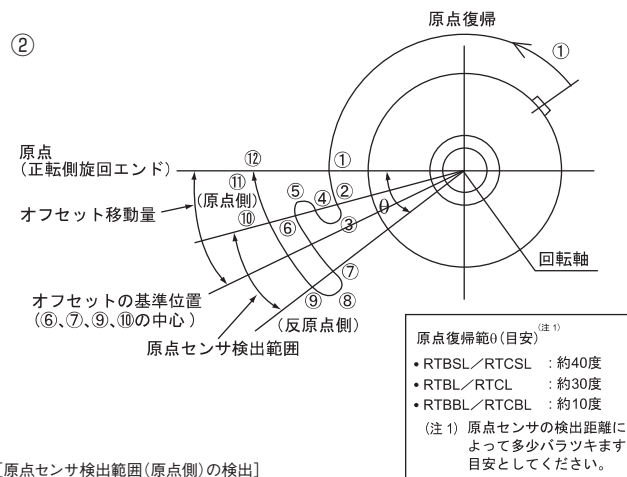 ②
原点復帰
①
原点
(正転側旋回エンド)
⑫
①
⑪
(原点側)
⑩
⑤
④
②
③
⑥
θ
オフセット移動量
⑦
回転軸
オフセットの基準位置
(⑥、⑦、⑨、⑩の中心)
⑨
⑧
(反原点側)
原点センサ検出範囲
原点復帰範θ(目安)(注1)
• RTBSL/RTCSL :約40度
• RTBL/RTCL :約30度
• RTBBL/RTCBL :約10度
(注1) 原点センサの検出距離に
よって多少バラツキます
目安としてください。
[原点センサ検出範囲(原点側)の検出]